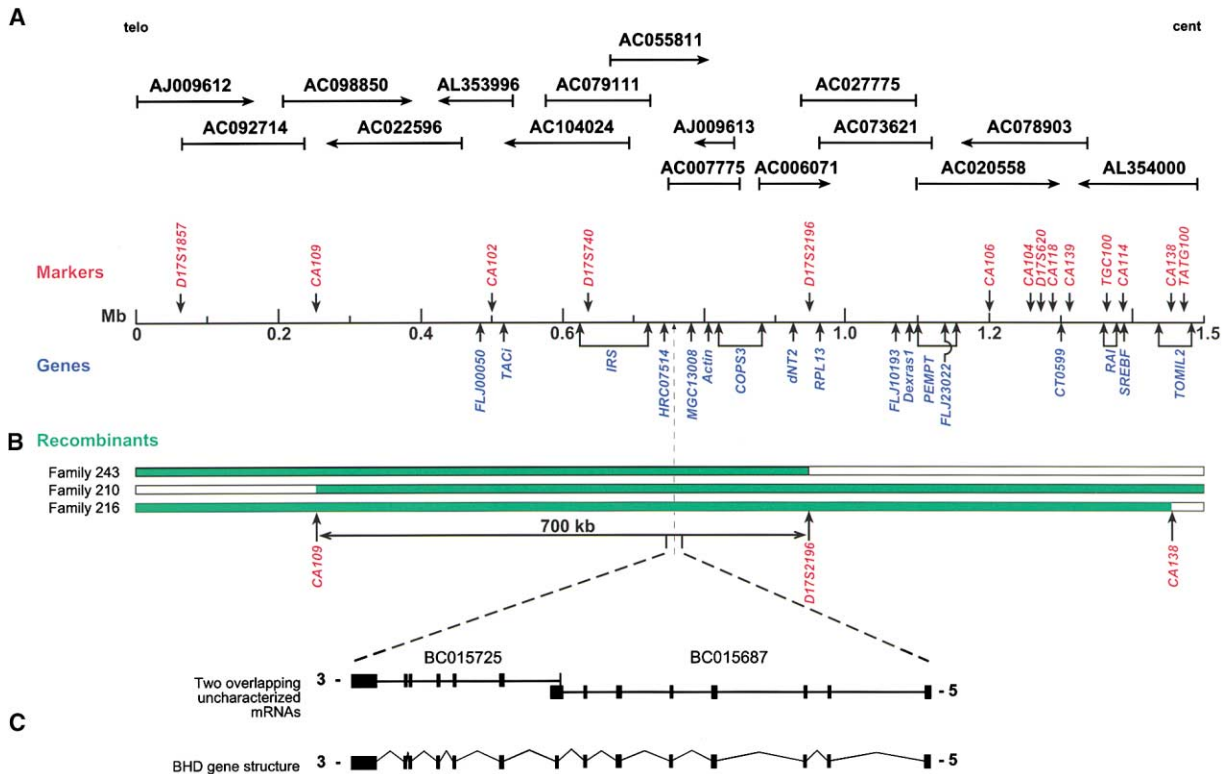 A
telo
cent
AC055811
AJ009612
AC098850
AL353996
AC079111
AC027775
AC092714
AC022596
AC104024
AJ009613
AC073621
AC078903
AC007775
AC006071
AC020558
AL354000
Markers
D17S1857
CA109
CA102
D17S740
D17S2196
CA106
CA104
D17S620
CA118
CA139
TGC100
CA114
CA138
TATG100
Mb
0 0.2 0.4 0.6 0.8 1.0 1.2 1.4 1.5
Genes
FLJ00050
TACI
IRS
HRC07514
MGC13008
Actin
COPS3
dNT2
RPL13
FLJ10193
Dexras1
PEMPT
FLJ23022
CT0599
RAI
SREBF
TOMIL2
B Recombinants
Family 243
Family 210
Family 216
700 kb
CA109
D17S2196
CA138
BC015725
BC015687
Two overlapping
uncharacterized
mRNAs
3 -
- 5
C
BHD gene structure
3 -
- 5